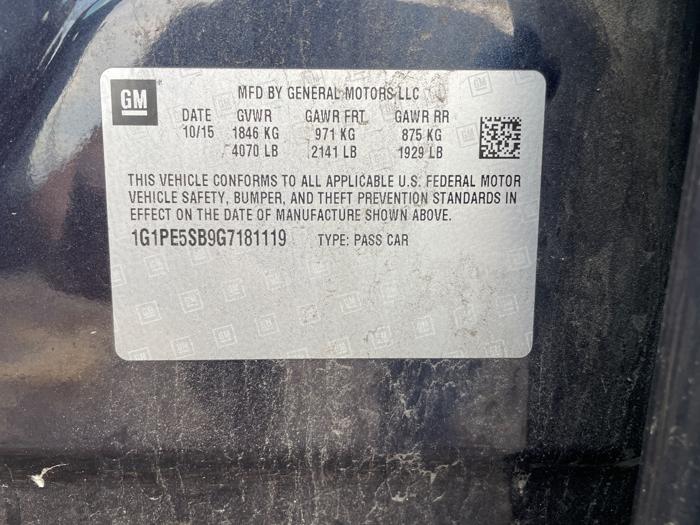 GM
MFD BY GENERAL MOTORS LLC
DATE GVWR GAWR FRT GAWR RR
10/15 1846 KG 971 KG 875 KG
4070 LB 2141 LB 1929 LB
THIS VEHICLE CONFORMS TO ALL APPLICABLE U.S. FEDERAL MOTOR
VEHICLE SAFETY, BUMPER, AND THEFT PREVENTION STANDARDS IN
EFFECT ON THE DATE OF MANUFACTURE SHOWN ABOVE.
1G1PE5SB9G7181119 TYPE: PASS CAR